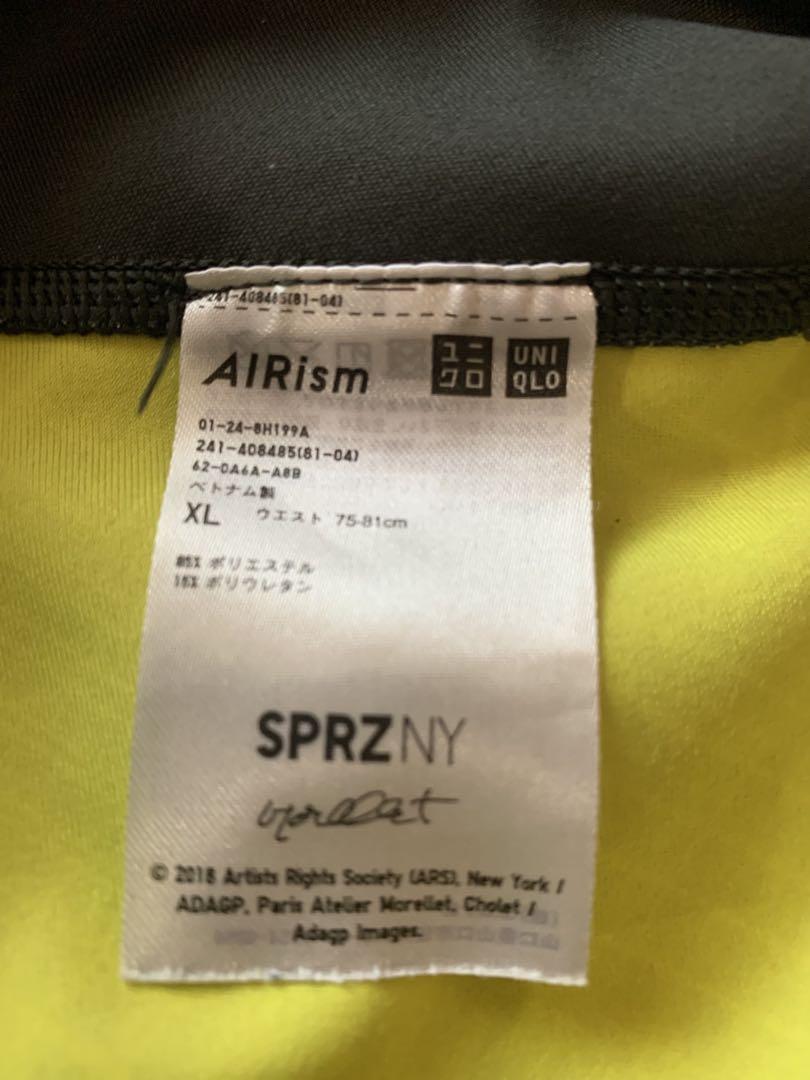 241-408485(81-04)
AIRism ユニクロ UNIQLO
01-24-8H199A
241-408485(81-04)
62-0A6A-A8B
ベトナム製
XL ウエスト 75-81cm
85% ポリエステル
15% ポリウレタン
SPRZNY
morellet
© 2018 Artists Rights Society (ARS), New York /
ADAGP, Paris Atelier Morellet, Cholet /
Adagp Images.